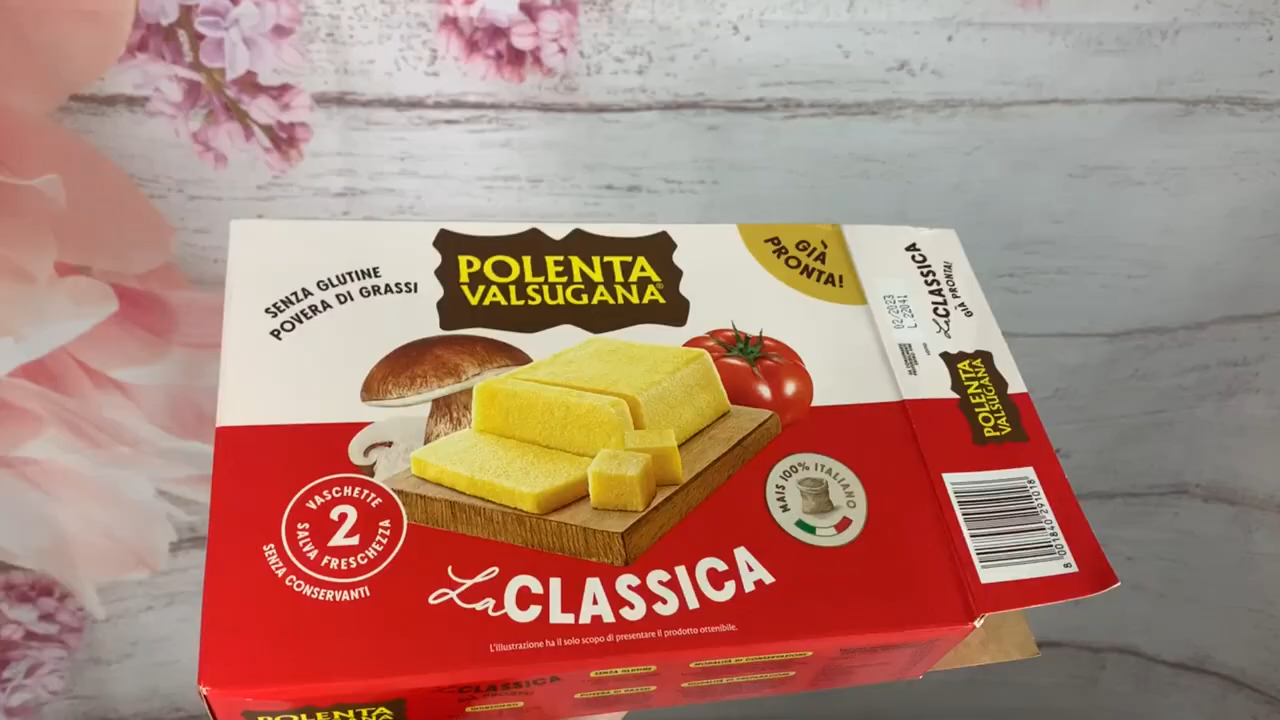 SENZA GLUTINE
POVERA DI GRASSI
POLENTA
VALSUGANA®
GIÀ
PRONTA!
VASCHETTE
2
SALVA FRESCHEZZA
SENZA CONSERVANTI
MAIS 100% ITALIANO
La CLASSICA
L'illustrazione ha il solo scopo di presentare il prodotto ottenibile.
La CLASSICA
GIÀ PRONTA!
02/2023
L 22041
POLENTA
VALSUGANA
8 001840 291018
CLASSICA
POLENTA